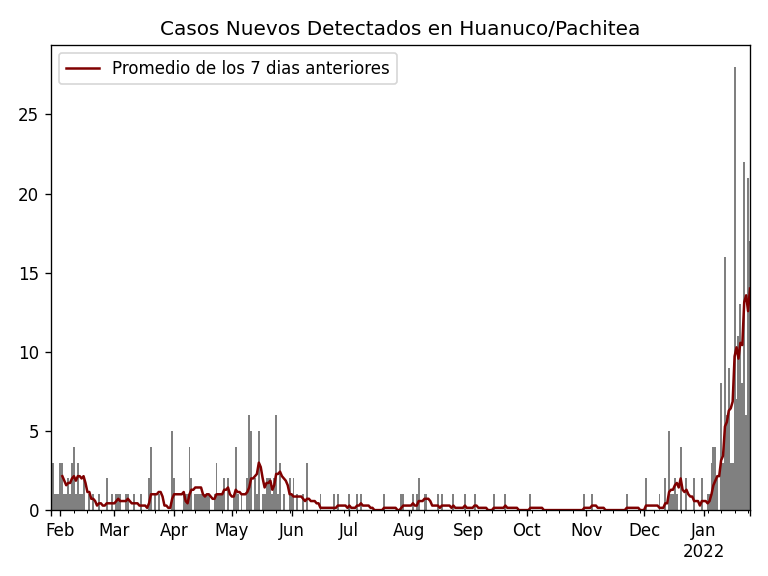 Casos Nuevos Detectados en Huanuco/Pachitea
Promedio de los 7 dias anteriores
25
20
15
10
5
0
Feb Mar Apr May Jun Jul Aug Sep Oct Nov Dec Jan
2022